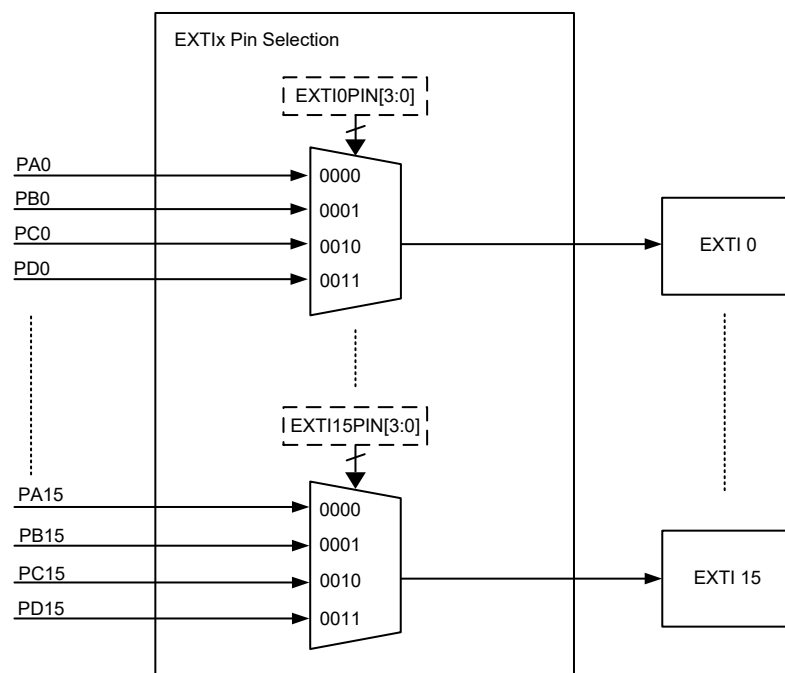 EXTIx Pin Selection
EXTI0PIN[3:0]
PA0
0000
PB0
0001
PC0
0010
EXTI 0
PD0
0011
EXTI15PIN[3:0]
PA15
0000
PB15
0001
PC15
0010
EXTI 15
PD15
0011